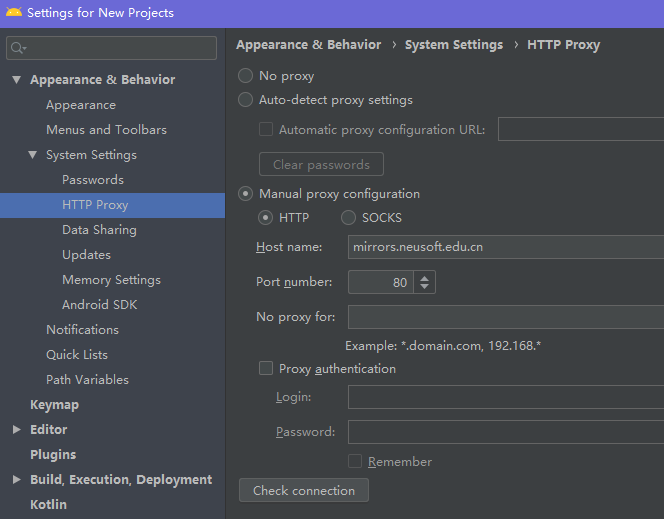 Settings for New Projects
Appearance & Behavior
Appearance
Menus and Toolbars
System Settings
Passwords
HTTP Proxy
Data Sharing
Updates
Memory Settings
Android SDK
Notifications
Quick Lists
Path Variables
Keymap
Editor
Plugins
Build, Execution, Deployment
Kotlin
Appearance & Behavior › System Settings › HTTP Proxy
No proxy
Auto-detect proxy settings
Automatic proxy configuration URL:
Clear passwords
Manual proxy configuration
HTTP SOCKS
Host name: mirrors.neusoft.edu.cn
Port number: 80
No proxy for:
Example: *.domain.com, 192.168.*
Proxy authentication
Login:
Password:
Remember
Check connection